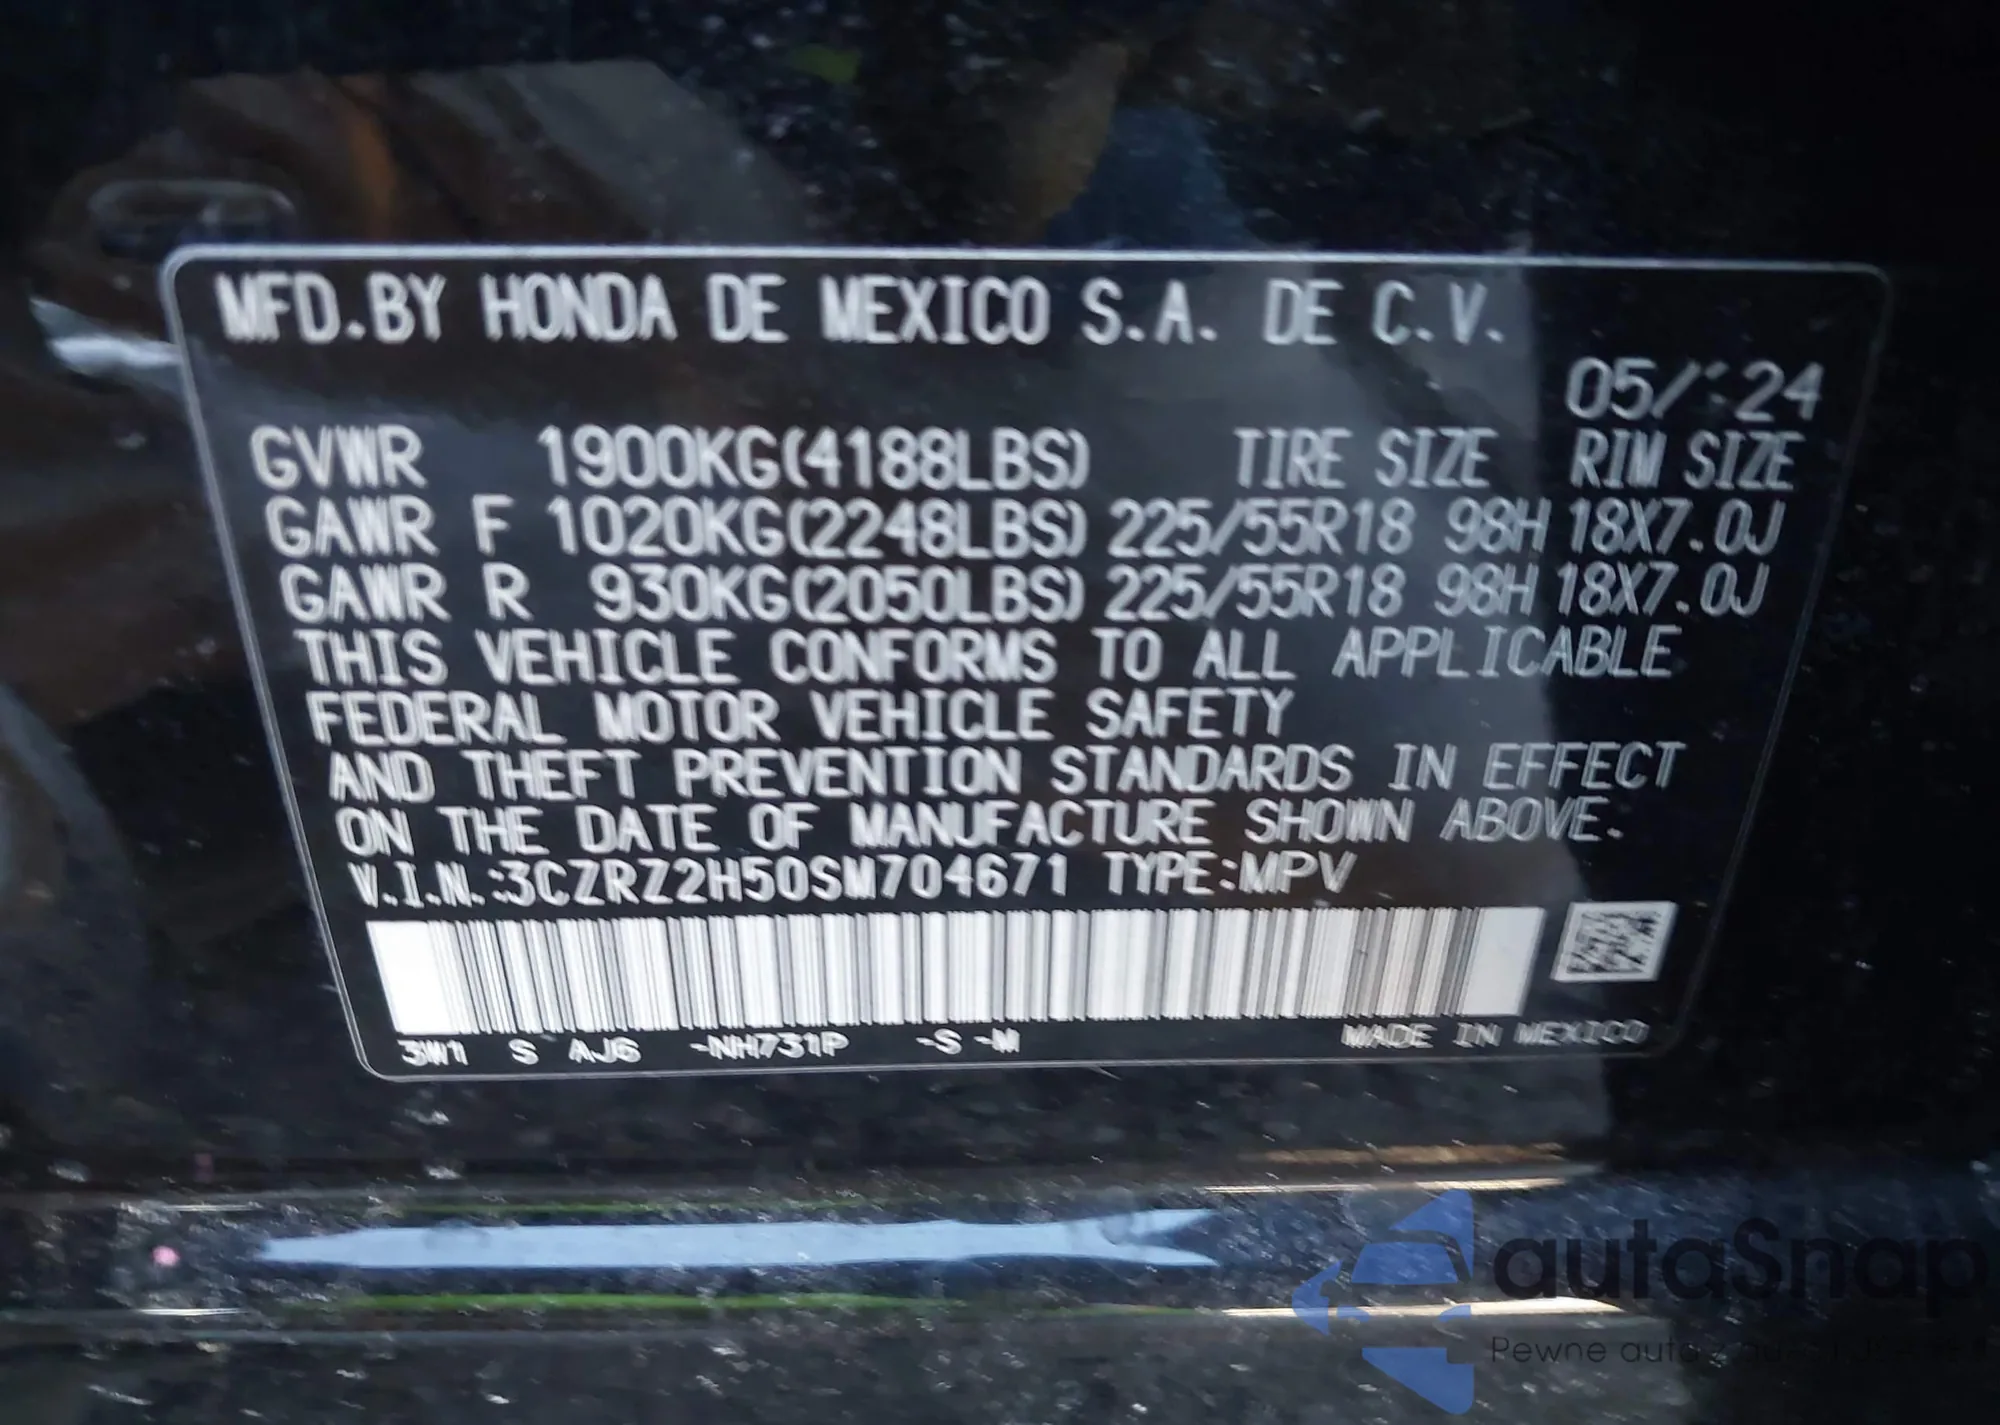 MFD.BY HONDA DE MEXICO S.A. DE C.V.
05/24
GVWR 1900KG(4188LBS) TIRE SIZE RIM SIZE
GAWR F 1020KG(2248LBS) 225/55R18 98H 18X7.0J
GAWR R 930KG(2050LBS) 225/55R18 98H 18X7.0J
THIS VEHICLE CONFORMS TO ALL APPLICABLE
FEDERAL MOTOR VEHICLE SAFETY
AND THEFT PREVENTION STANDARDS IN EFFECT
ON THE DATE OF MANUFACTURE SHOWN ABOVE.
V.I.N.:3CZRZ2H50SM704671 TYPE:MPV
3W1 S AJ6 -NH731P -S -M MADE IN MEXICO
autaSnap
Pewne auta z